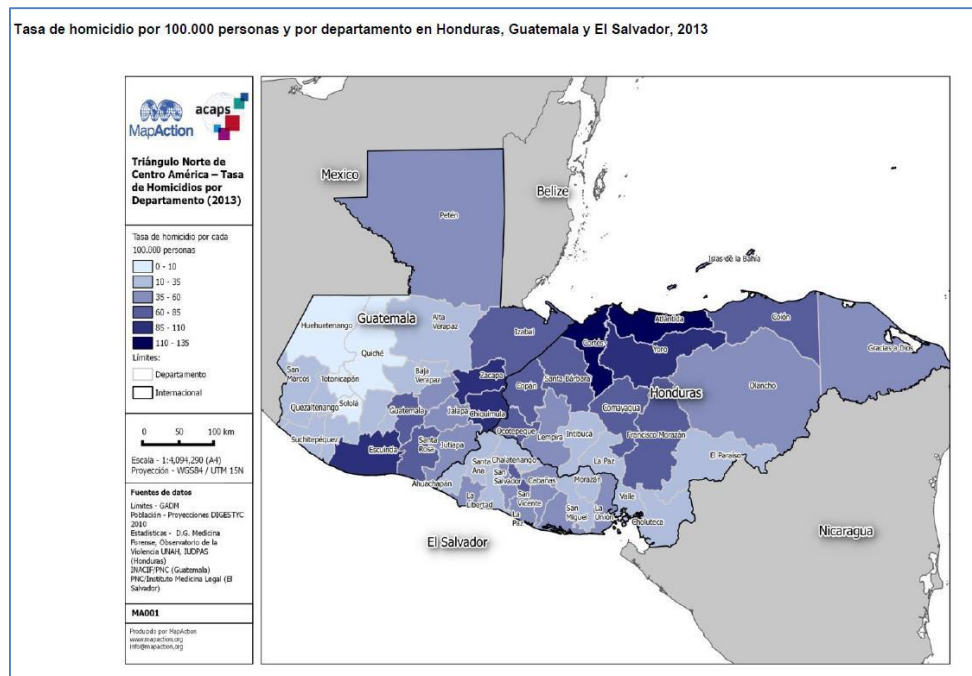 Tasa de homicidio por 100.000 personas y por departamento en Honduras, Guatemala y El Salvador, 2013
MapAction
acaps
Triángulo Norte de
Centro América – Tasa
de Homicidios por
Departamento (2013)
Tasa de homicidio por cada
100.000 personas
0 - 10
10 - 35
35 - 60
60 - 85
85 - 110
110 - 135
Límites:
Departamento
Internacional
0 50 100 km
Escala - 1:4,094,290 (A4)
Proyección - WGS84 / UTM 15N
Fuentes de datos
Límites - GADM
Población - Proyecciones DIGESTYC
2010
Estadísticas - D.G. Medicina
Forense, Observatorio de la
Violencia UNAH, IUDPAS
(Honduras)
INACIF/PNC (Guatemala)
PNC/Instituto Medicina Legal (El
Salvador)
MA001
Producido por MapAction
www.mapaction.org
info@mapaction.org
Mexico
Belize
Petén
Islas de la Bahía
Guatemala
Huehuetenango
Alta
Verapaz
Izabal
Atlántida
Colón
Gracias a Dios
Cortés
Yoro
Quiché
San
Marcos
Totonicapán
Baja
Verapaz
Zacapa
Copán
Santa Bárbara
Olancho
Honduras
Quezaltenango
Sololá
Guatemala
Jalapa
Chiquimula
Comayagua
Suchitepéquez
Escuintla
Santa
Rosa
Jutiapa
Ocotepeque
Lempira
Intibucá
Francisco Morazán
El Paraíso
Ahuachapán
Santa
Ana
Chalatenango
San
Salvador
Cabañas
La Paz
Morazán
Valle
La
Libertad
San
Vicente
La
Paz
San
Miguel
La
Unión
Choluteca
El Salvador
Nicaragua